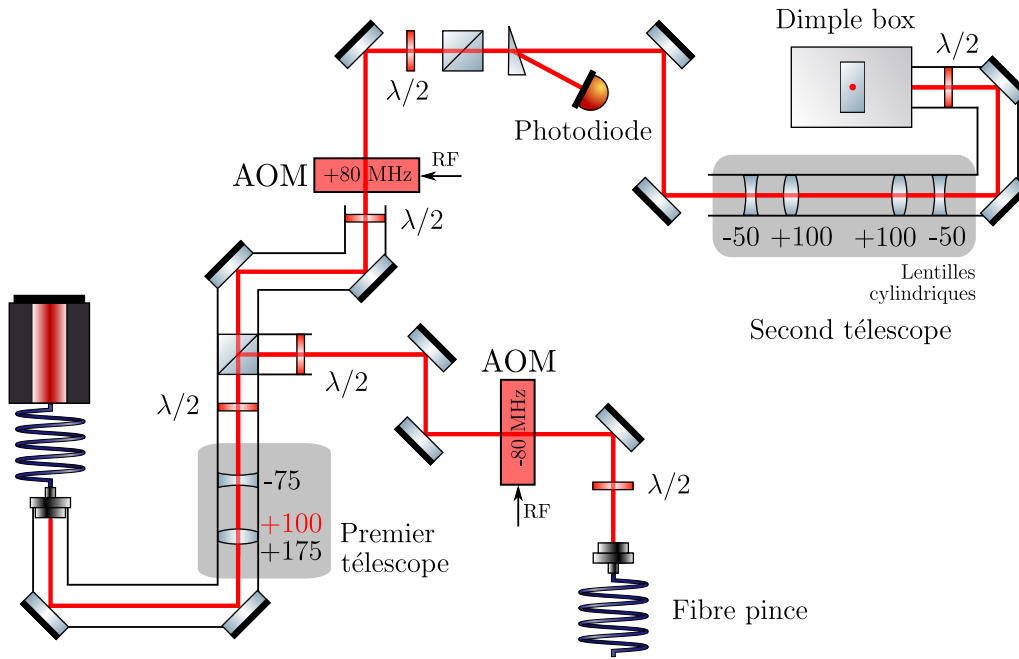 Dimple box
λ/2
λ/2
Photodiode
AOM
+80 MHz
RF
λ/2
-50
+100
+100
-50
Lentilles
cylindriques
Second télescope
AOM
λ/2
-80 MHz
λ/2
-75
λ/2
RF
+100
+175
Premier
télescope
Fibre pince